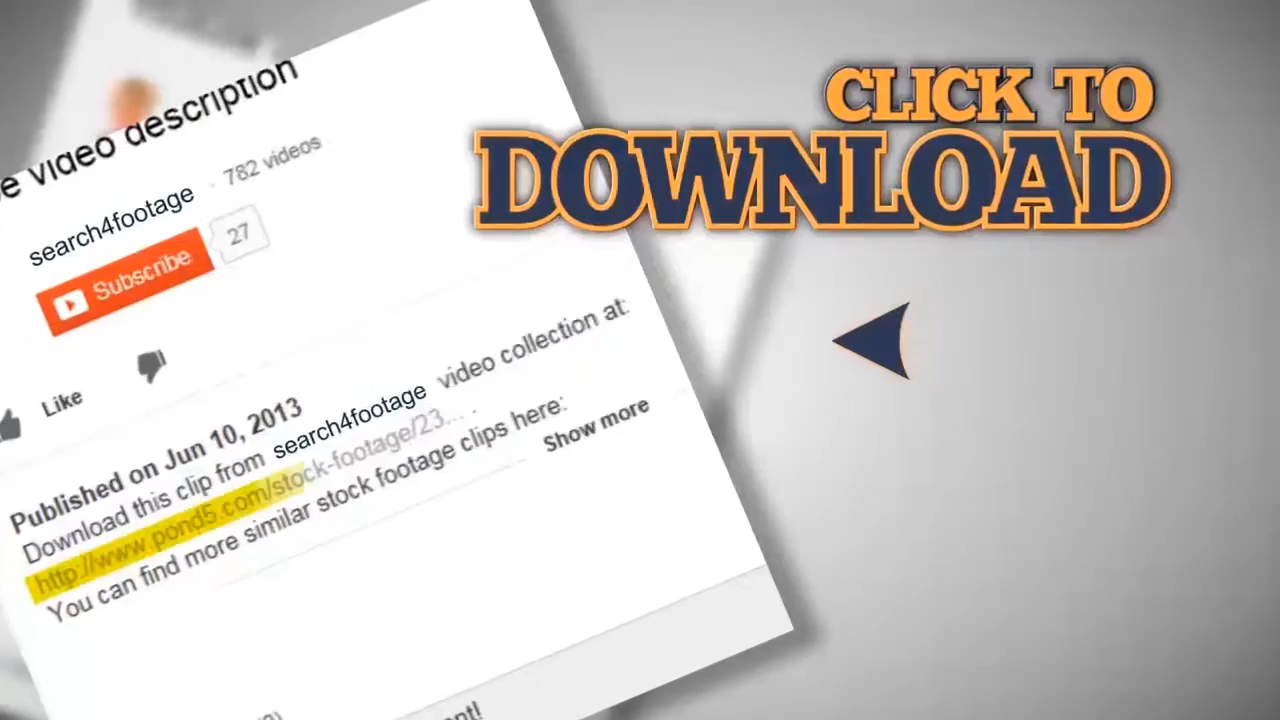 CLICK TO
DOWNLOAD
e video description
search4footage · 782 videos
Subscribe 27
Like
Published on Jun 10, 2013
Download this clip from search4footage video collection at:
http://www.pond5.com/stock-footage/23... .
You can find more similar stock footage clips here:
Show more